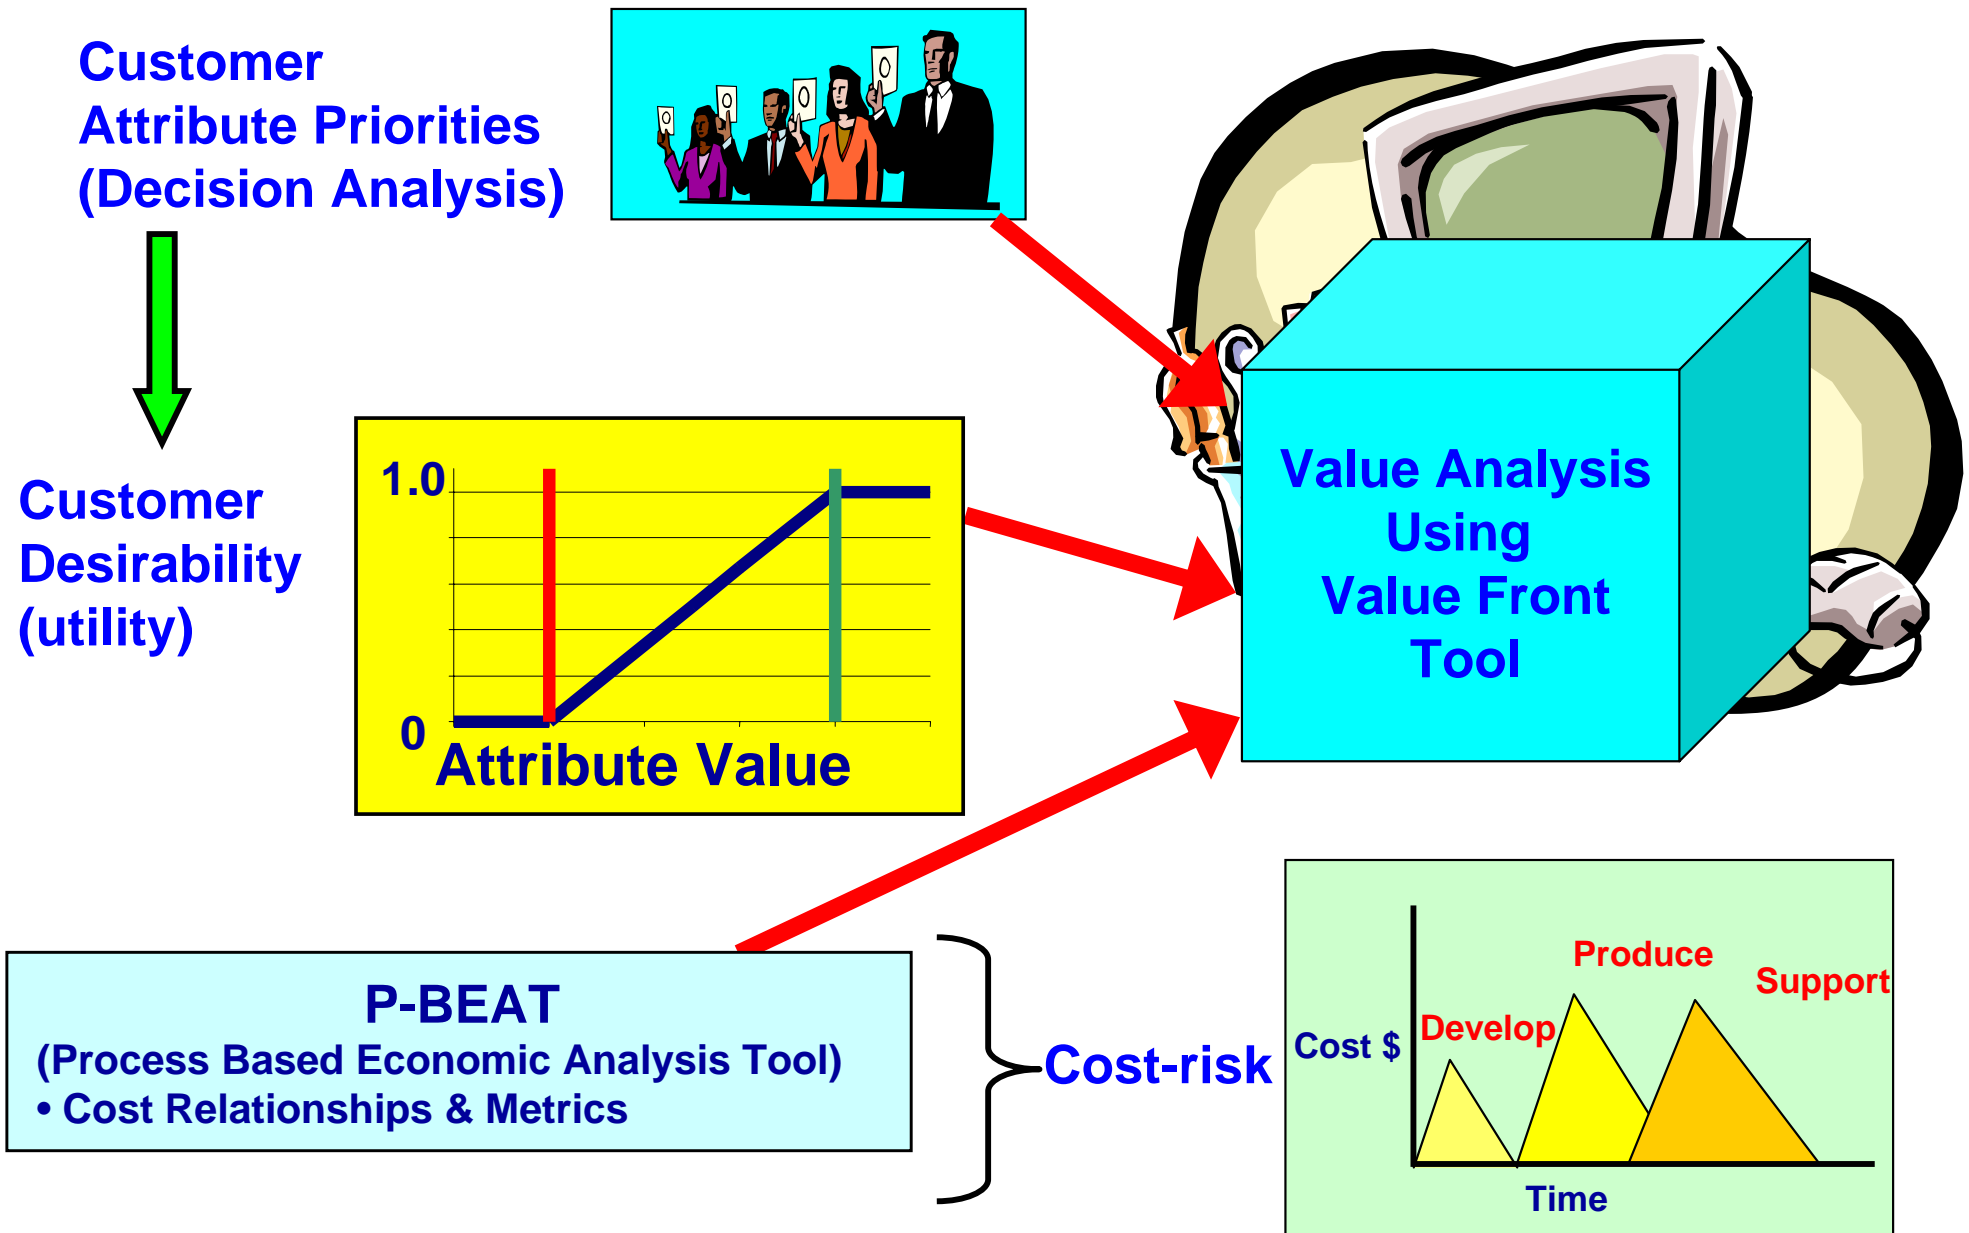 Customer
Attribute Priorities
(Decision Analysis)
Customer
Desirability
(utility)
1.0
0
Attribute Value
Value Analysis
Using
Value Front
Tool
P-BEAT
(Process Based Economic Analysis Tool)
• Cost Relationships & Metrics
Cost-risk
Produce
Support
Develop
Cost $
Time